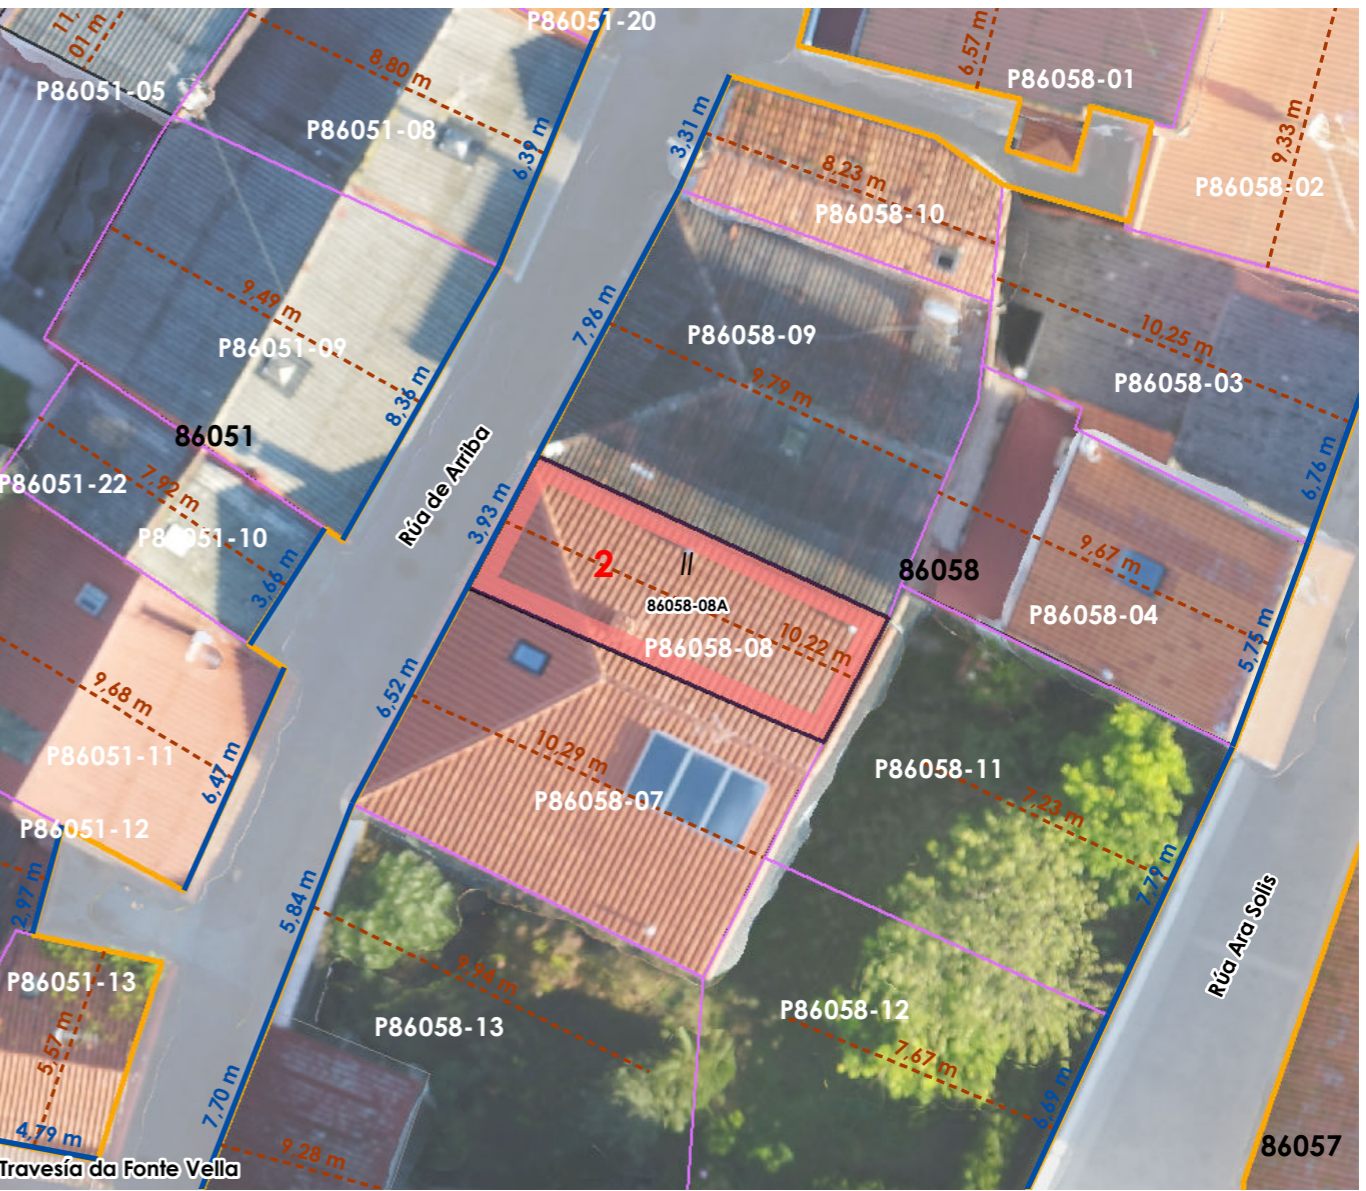 P86051-20
11,
01 m
8,80 m
6,57 m
P86058-01
P86051-05
P86051-08
6,39 m
3,31 m
8,23 m
9,33 m
P86058-02
P86058-10
9,49 m
7,96 m
P86058-09
10,25 m
P86051-09
9,79 m
P86058-03
8,36 m
86051
Rúa de Arriba
6,76 m
P86051-22
7,92 m
P86051-10
3,93 m
2
II
9,67 m
86058
3,66 m
86058-08A
P86058-04
P86058-08
10,22 m
5,75 m
9,68 m
6,52 m
P86051-11
10,29 m
P86058-11
6,47 m
P86058-07
7,23 m
P86051-12
2,97 m
5,84 m
7,79 m
Rúa Ara Solis
P86051-13
9,94 m
P86058-12
P86058-13
5,57 m
7,67 m
7,70 m
6,69 m
4,79 m
9,28 m
86057
Travesía da Fonte Vella